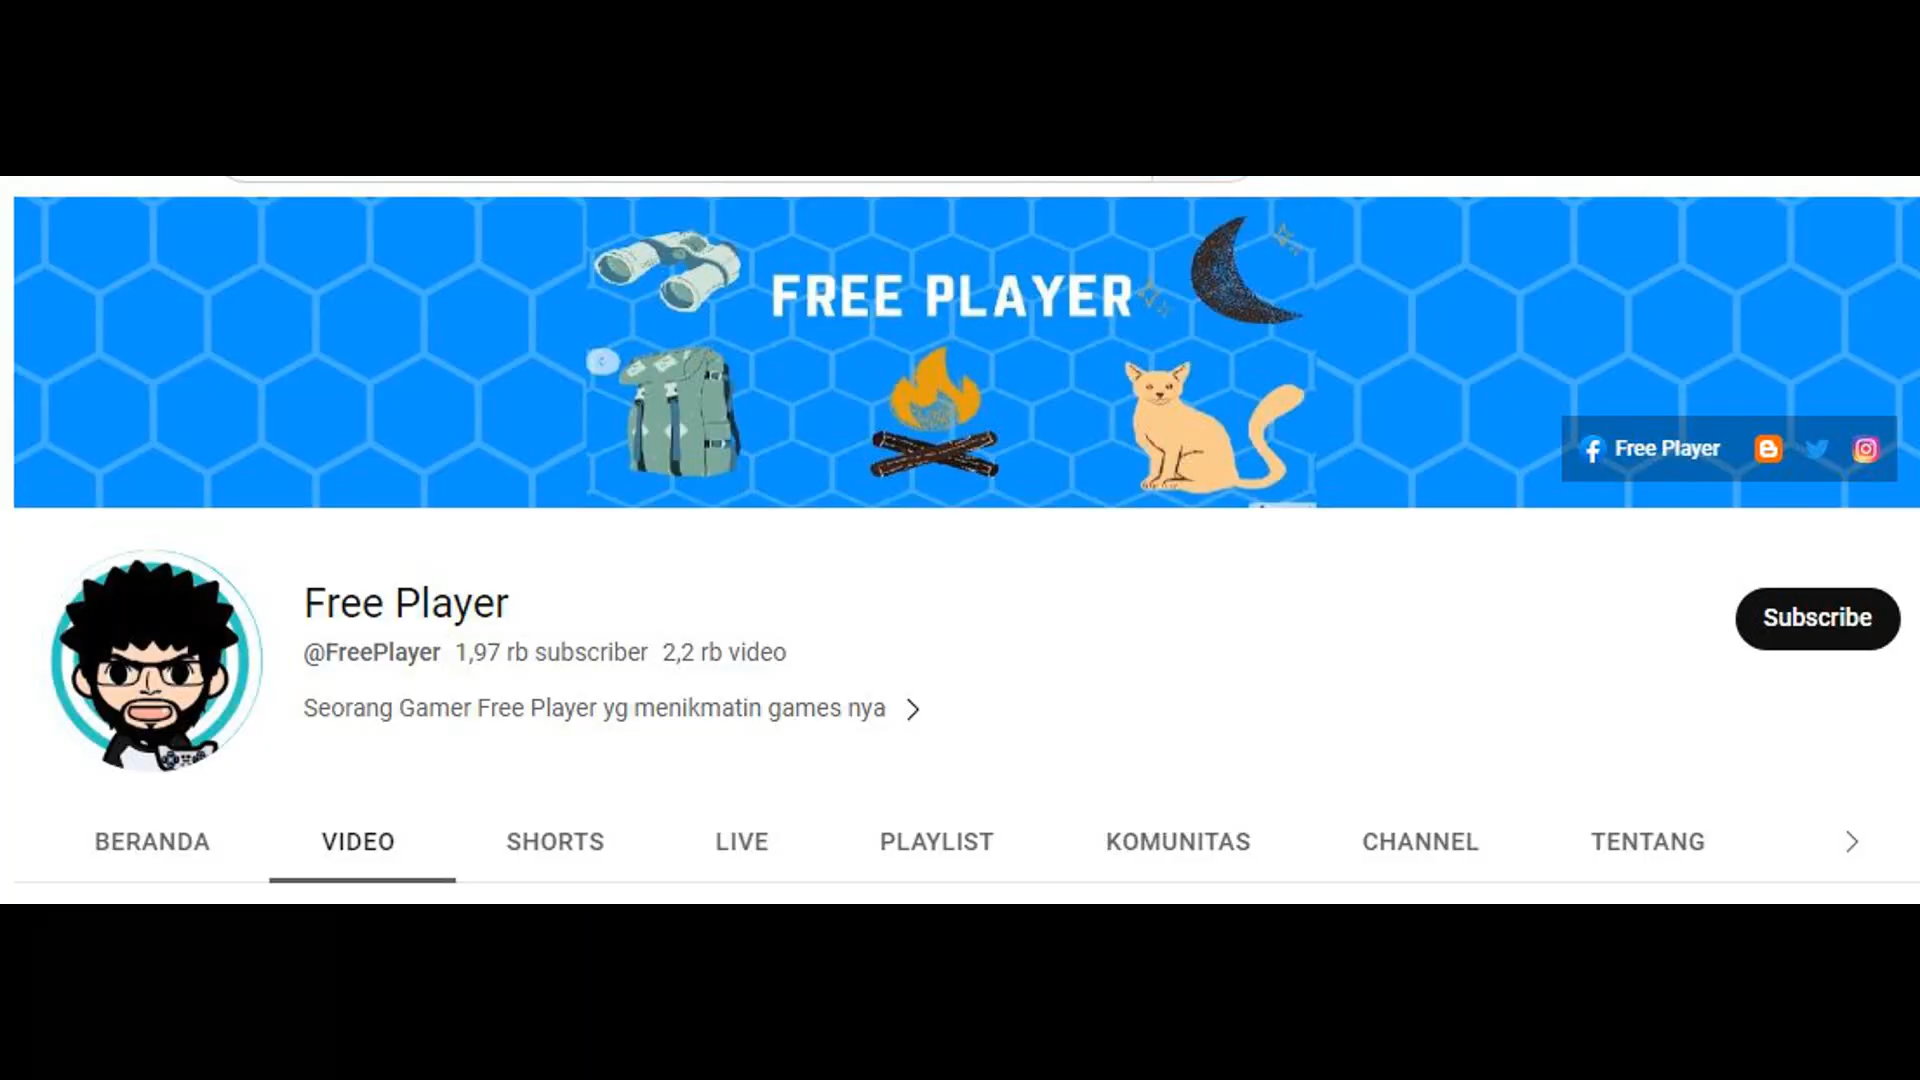 FREE PLAYER
Free Player
Free Player
Subscribe
@FreePlayer 1,97 rb subscriber 2,2 rb video
Seorang Gamer Free Player yg menikmatin games nya
BERANDA VIDEO SHORTS LIVE PLAYLIST KOMUNITAS CHANNEL TENTANG